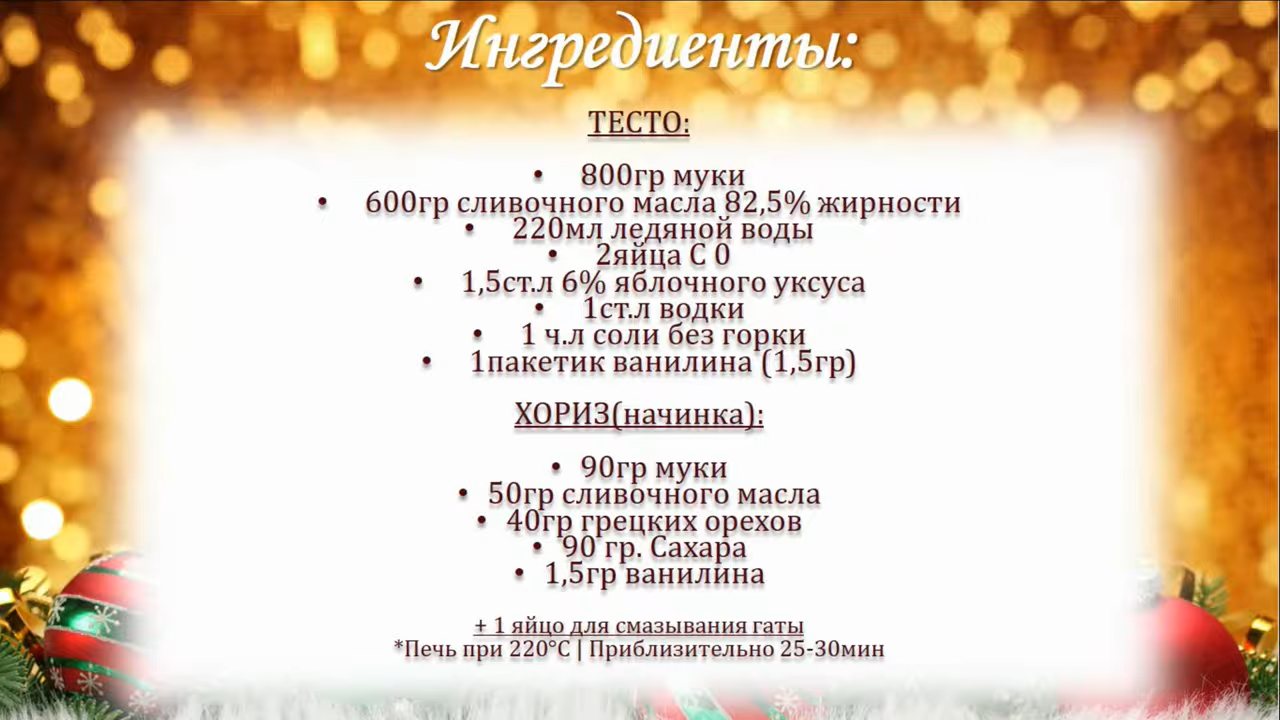 Ингредиенты:
ТЕСТО:
• 800гр муки
• 600гр сливочного масла 82,5% жирности
• 220мл ледяной воды
• 2яйца С 0
• 1,5ст.л 6% яблочного уксуса
• 1ст.л водки
• 1 ч.л соли без горки
• 1пакетик ванилина (1,5гр)
ХОРИЗ(начинка):
• 90гр муки
• 50гр сливочного масла
• 40гр грецких орехов
• 90 гр. Сахара
• 1,5гр ванилина
+ 1 яйцо для смазывания гаты
*Печь при 220°С | Приблизительно 25-30мин